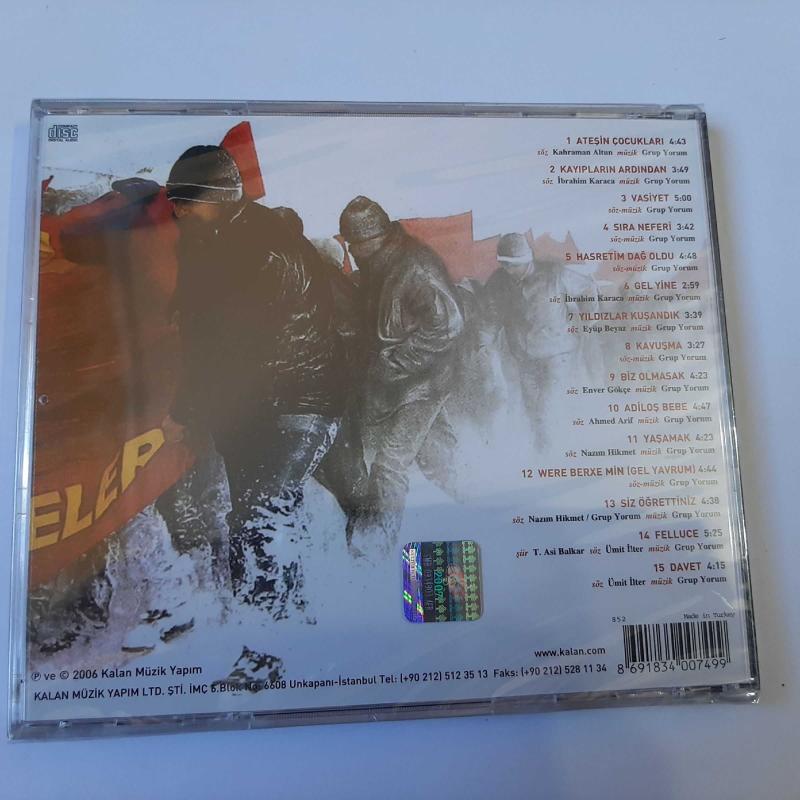 COMPACT
disc
DIGITAL AUDIO
1 ATEŞİN ÇOCUKLARI 4:43
söz Kahraman Altun müzik Grup Yorum
2 KAYIPLARIN ARDINDAN 3:49
söz İbrahim Karaca müzik Grup Yorum
3 VASİYET 5:00
söz-müzik Grup Yorum
4 SIRA NEFERİ 3:42
söz-müzik Grup Yorum
5 HASRETİM DAĞ OLDU 4:48
söz-müzik Grup Yorum
6 GEL YİNE 2:59
söz İbrahim Karaca müzik Grup Yorum
7 YILDIZLAR KUŞANDIK 3:39
söz Eyüp Beyaz müzik Grup Yorum
8 KAVUŞMA 3:27
söz-müzik Grup Yorum
9 BİZ OLMASAK 4:23
söz Enver Gökçe müzik Grup Yorum
10 ADİLOŞ BEBE 4:47
söz Ahmed Arif müzik Grup Yorum
11 YAŞAMAK 4:23
söz Nazım Hikmet müzik Grup Yorum
12 WERE BERXE MİN (GEL YAVRUM) 4:44
söz-müzik Grup Yorum
13 SİZ ÖĞRETTİNİZ 4:38
söz Nazım Hikmet / Grup Yorum müzik Grup Yorum
14 FELLUCE 5:25
şiir T. Asi Balkar söz Ümit İlter müzik Grup Yorum
15 DAVET 4:15
söz Ümit İlter müzik Grup Yorum
ELER
852 Made in Turkey
www.kalan.com
8 691834 007499
℗ ve © 2006 Kalan Müzik Yapım
KALAN MÜZİK YAPIM LTD. ŞTİ. İMÇ 6.Blok No: 6608 Unkapanı-İstanbul Tel: (+90 212) 512 35 13 Faks: (+90 212) 528 11 34